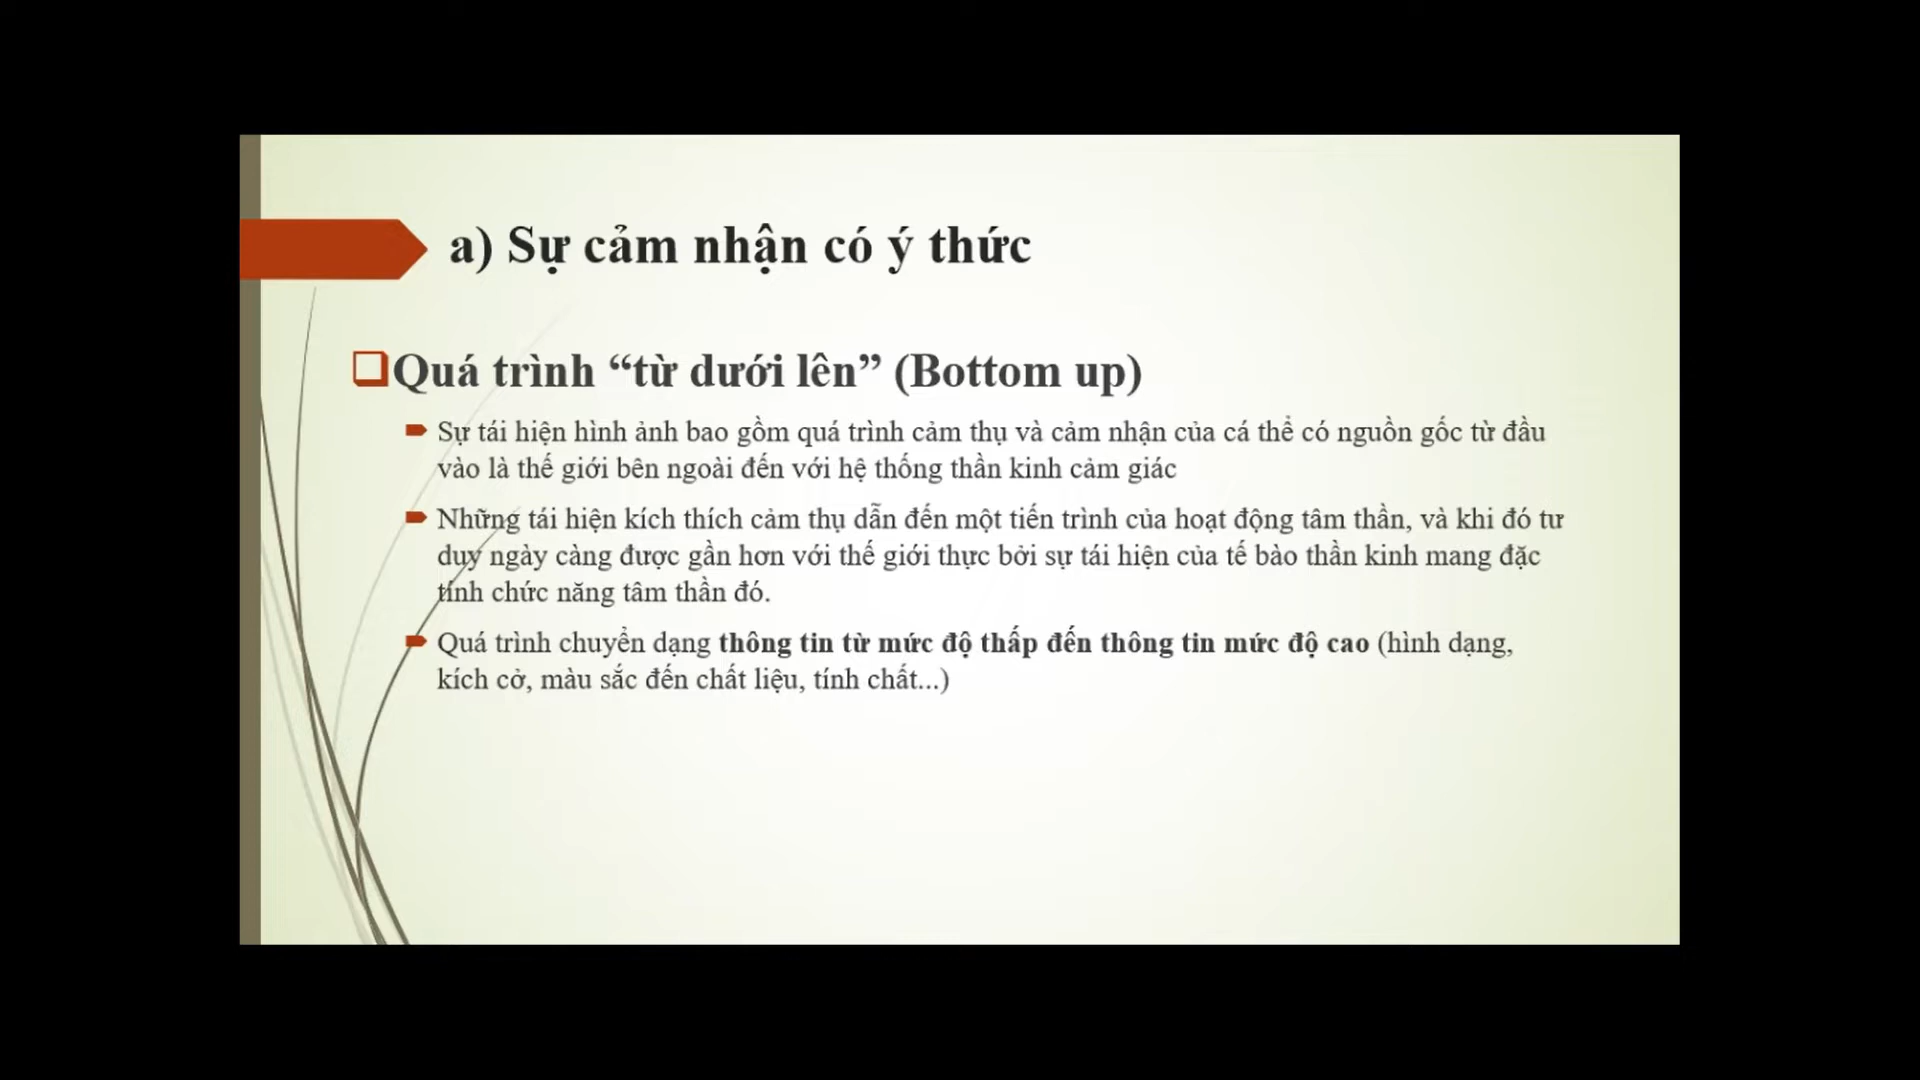 a) Sự cảm nhận có ý thức
Quá trình “từ dưới lên” (Bottom up)
Sự tái hiện hình ảnh bao gồm quá trình cảm thụ và cảm nhận của cá thể có nguồn gốc từ đầu
vào là thế giới bên ngoài đến với hệ thống thần kinh cảm giác
Những tái hiện kích thích cảm thụ dẫn đến một tiến trình của hoạt động tâm thần, và khi đó tư
duy ngày càng được gần hơn với thế giới thực bởi sự tái hiện của tế bào thần kinh mang đặc
tính chức năng tâm thần đó.
Quá trình chuyển dạng thông tin từ mức độ thấp đến thông tin mức độ cao (hình dạng,
kích cở, màu sắc đến chất liệu, tính chất...)